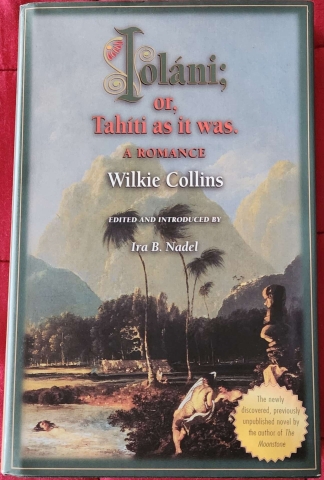 Ioláni;
or,
Tahíti as it was.
A ROMANCE
Wilkie Collins
EDITED AND INTRODUCED BY
Ira B. Nadel
The newly
discovered, previously
unpublished novel by
the author of The
Moonstone